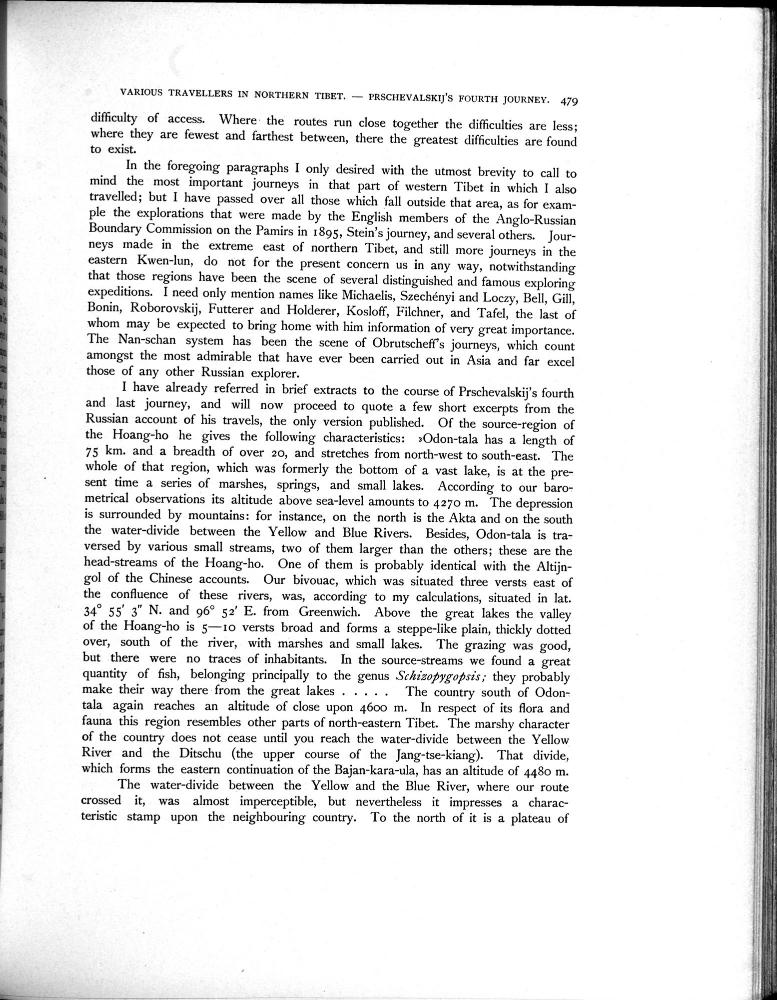 VARIOUS TRAVELLERS IN NORTHERN TIBET. — PRSCHEVALSKIJ'S FOURTH JOURNEY. 479
difficulty of access. Where the routes run close together the difficulties are less;
where they are fewest and farthest between, there the greatest difficulties are found
to exist.
In the foregoing paragraphs I only desired with the utmost brevity to call to
mind the most important journeys in that part of western Tibet in which I also
travelled; but I have passed over all those which fall outside that area, as for exam-
ple the explorations that were made by the English members of the Anglo-Russian
Boundary Commission on the Pamirs in 1895, Stein's journey, and several others. Jour-
neys made in the extreme east of northern Tibet, and still more journeys in the
eastern Kwen-lun, do not for the present concern us in any way, notwithstanding
that those regions have been the scene of several distinguished and famous exploring
expeditions. I need only mention names like Michaelis, Szechényi and Loczy, Bell, Gill,
Bonin, Roborovskij, Futterer and Holderer, Kosloff, Filchner, and Tafel, the last of
whom may be expected to bring home with him information of very great importance.
The Nan-schan system has been the scene of Obrutscheff's journeys, which count
amongst the most admirable that have ever been carried out in Asia and far excel
those of any other Russian explorer.
I have already referred in brief extracts to the course of Prschevalskij's fourth
and last journey, and will now proceed to quote a few short excerpts from the
Russian account of his travels, the only version published. Of the source-region of
the Hoang-ho he gives the following characteristics: »Odon-tala has a length of
75 km. and a breadth of over 20, and stretches from north-west to south-east. The
whole of that region, which was formerly the bottom of a vast lake, is at the pre-
sent time a series of marshes, springs, and small lakes. According to our baro-
metrical observations its altitude above sea-level amounts to 4270 m. The depression
is surrounded by mountains: for instance, on the north is the Akta and on the south
the water-divide between the Yellow and Blue Rivers. Besides, Odon-tala is tra-
versed by various small streams, two of them larger than the others; these are the
head-streams of the Hoang-ho. One of them is probably identical with the Altijn-
gol of the Chinese accounts. Our bivouac, which was situated three versts east of
the confluence of these rivers, was, according to my calculations, situated in lat.
34° 55′ 3″ N. and 96° 52′ E. from Greenwich. Above the great lakes the valley
of the Hoang-ho is 5—10 versts broad and forms a steppe-like plain, thickly dotted
over, south of the river, with marshes and small lakes. The grazing was good,
but there were no traces of inhabitants. In the source-streams we found a great
quantity of fish, belonging principally to the genus Schizopygopsis; they probably
make their way there from the great lakes . . . . . The country south of Odon-
tala again reaches an altitude of close upon 4600 m. In respect of its flora and
fauna this region resembles other parts of north-eastern Tibet. The marshy character
of the country does not cease until you reach the water-divide between the Yellow
River and the Ditschu (the upper course of the Jang-tse-kiang). That divide,
which forms the eastern continuation of the Bajan-kara-ula, has an altitude of 4480 m.
The water-divide between the Yellow and the Blue River, where our route
crossed it, was almost imperceptible, but nevertheless it impresses a charac-
teristic stamp upon the neighbouring country. To the north of it is a plateau of